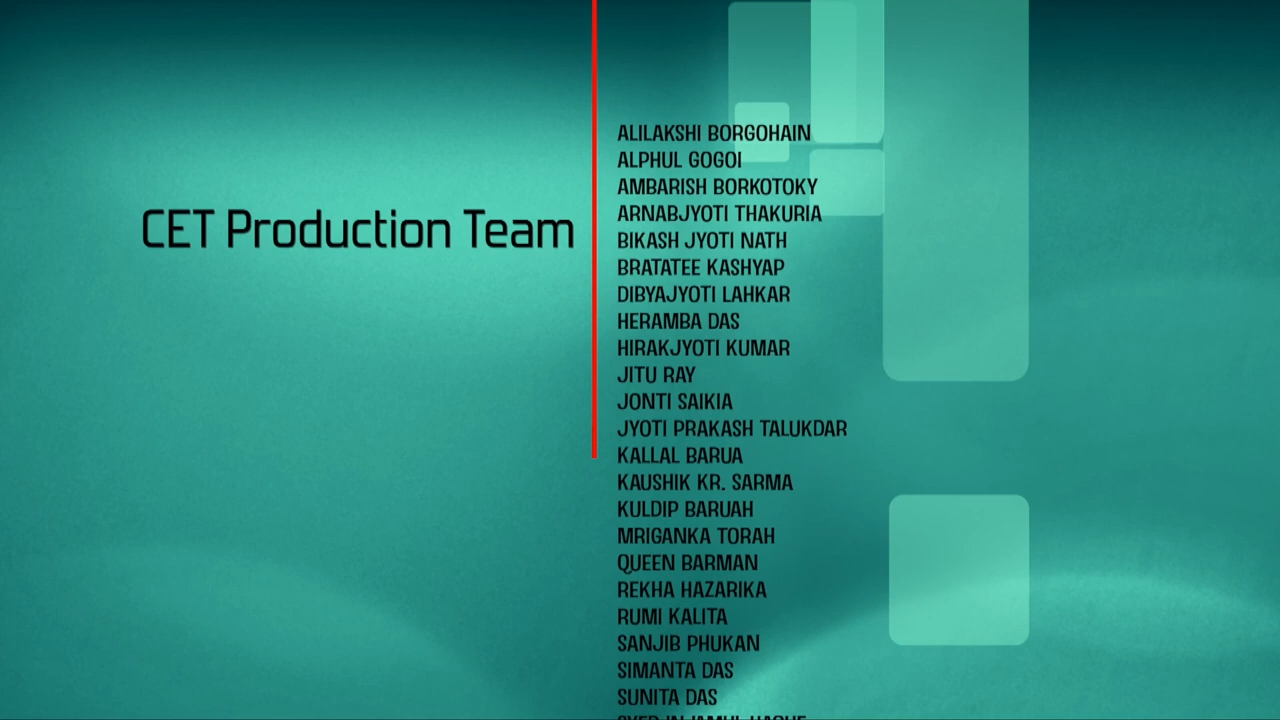 CET Production Team
ALILAKSHI BORGOHAIN
ALPHUL GOGOI
AMBARISH BORKOTOKY
ARNABJYOTI THAKURIA
BIKASH JYOTI NATH
BRATATEE KASHYAP
DIBYAJYOTI LAHKAR
HERAMBA DAS
HIRAKJYOTI KUMAR
JITU RAY
JONTI SAIKIA
JYOTI PRAKASH TALUKDAR
KALLAL BARUA
KAUSHIK KR. SARMA
KULDIP BARUAH
MRIGANKA TORAH
QUEEN BARMAN
REKHA HAZARIKA
RUMI KALITA
SANJIB PHUKAN
SIMANTA DAS
SUNITA DAS